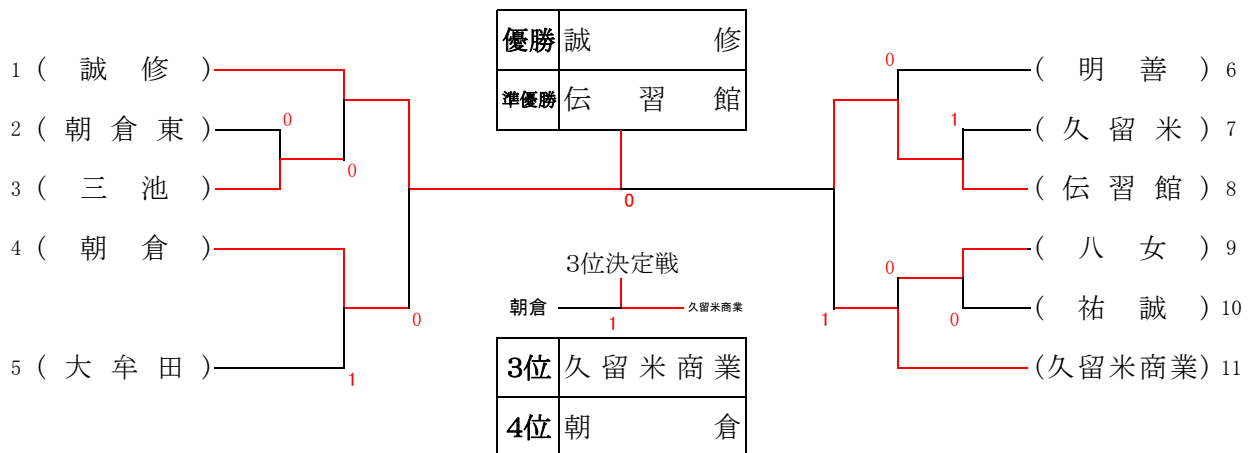 優勝 誠修
準優勝 伝習館
1 (誠修)
2 (朝倉東)
0
3 (三池)
0
4 (朝倉)
0
5 (大牟田)
1
0
(明善) 6
1
(久留米) 7
(伝習館) 8
0
(八女) 9
0
(祐誠) 10
1
(久留米商業) 11
0
3位決定戦
朝倉 久留米商業
1
3位 久留米商業
4位 朝倉